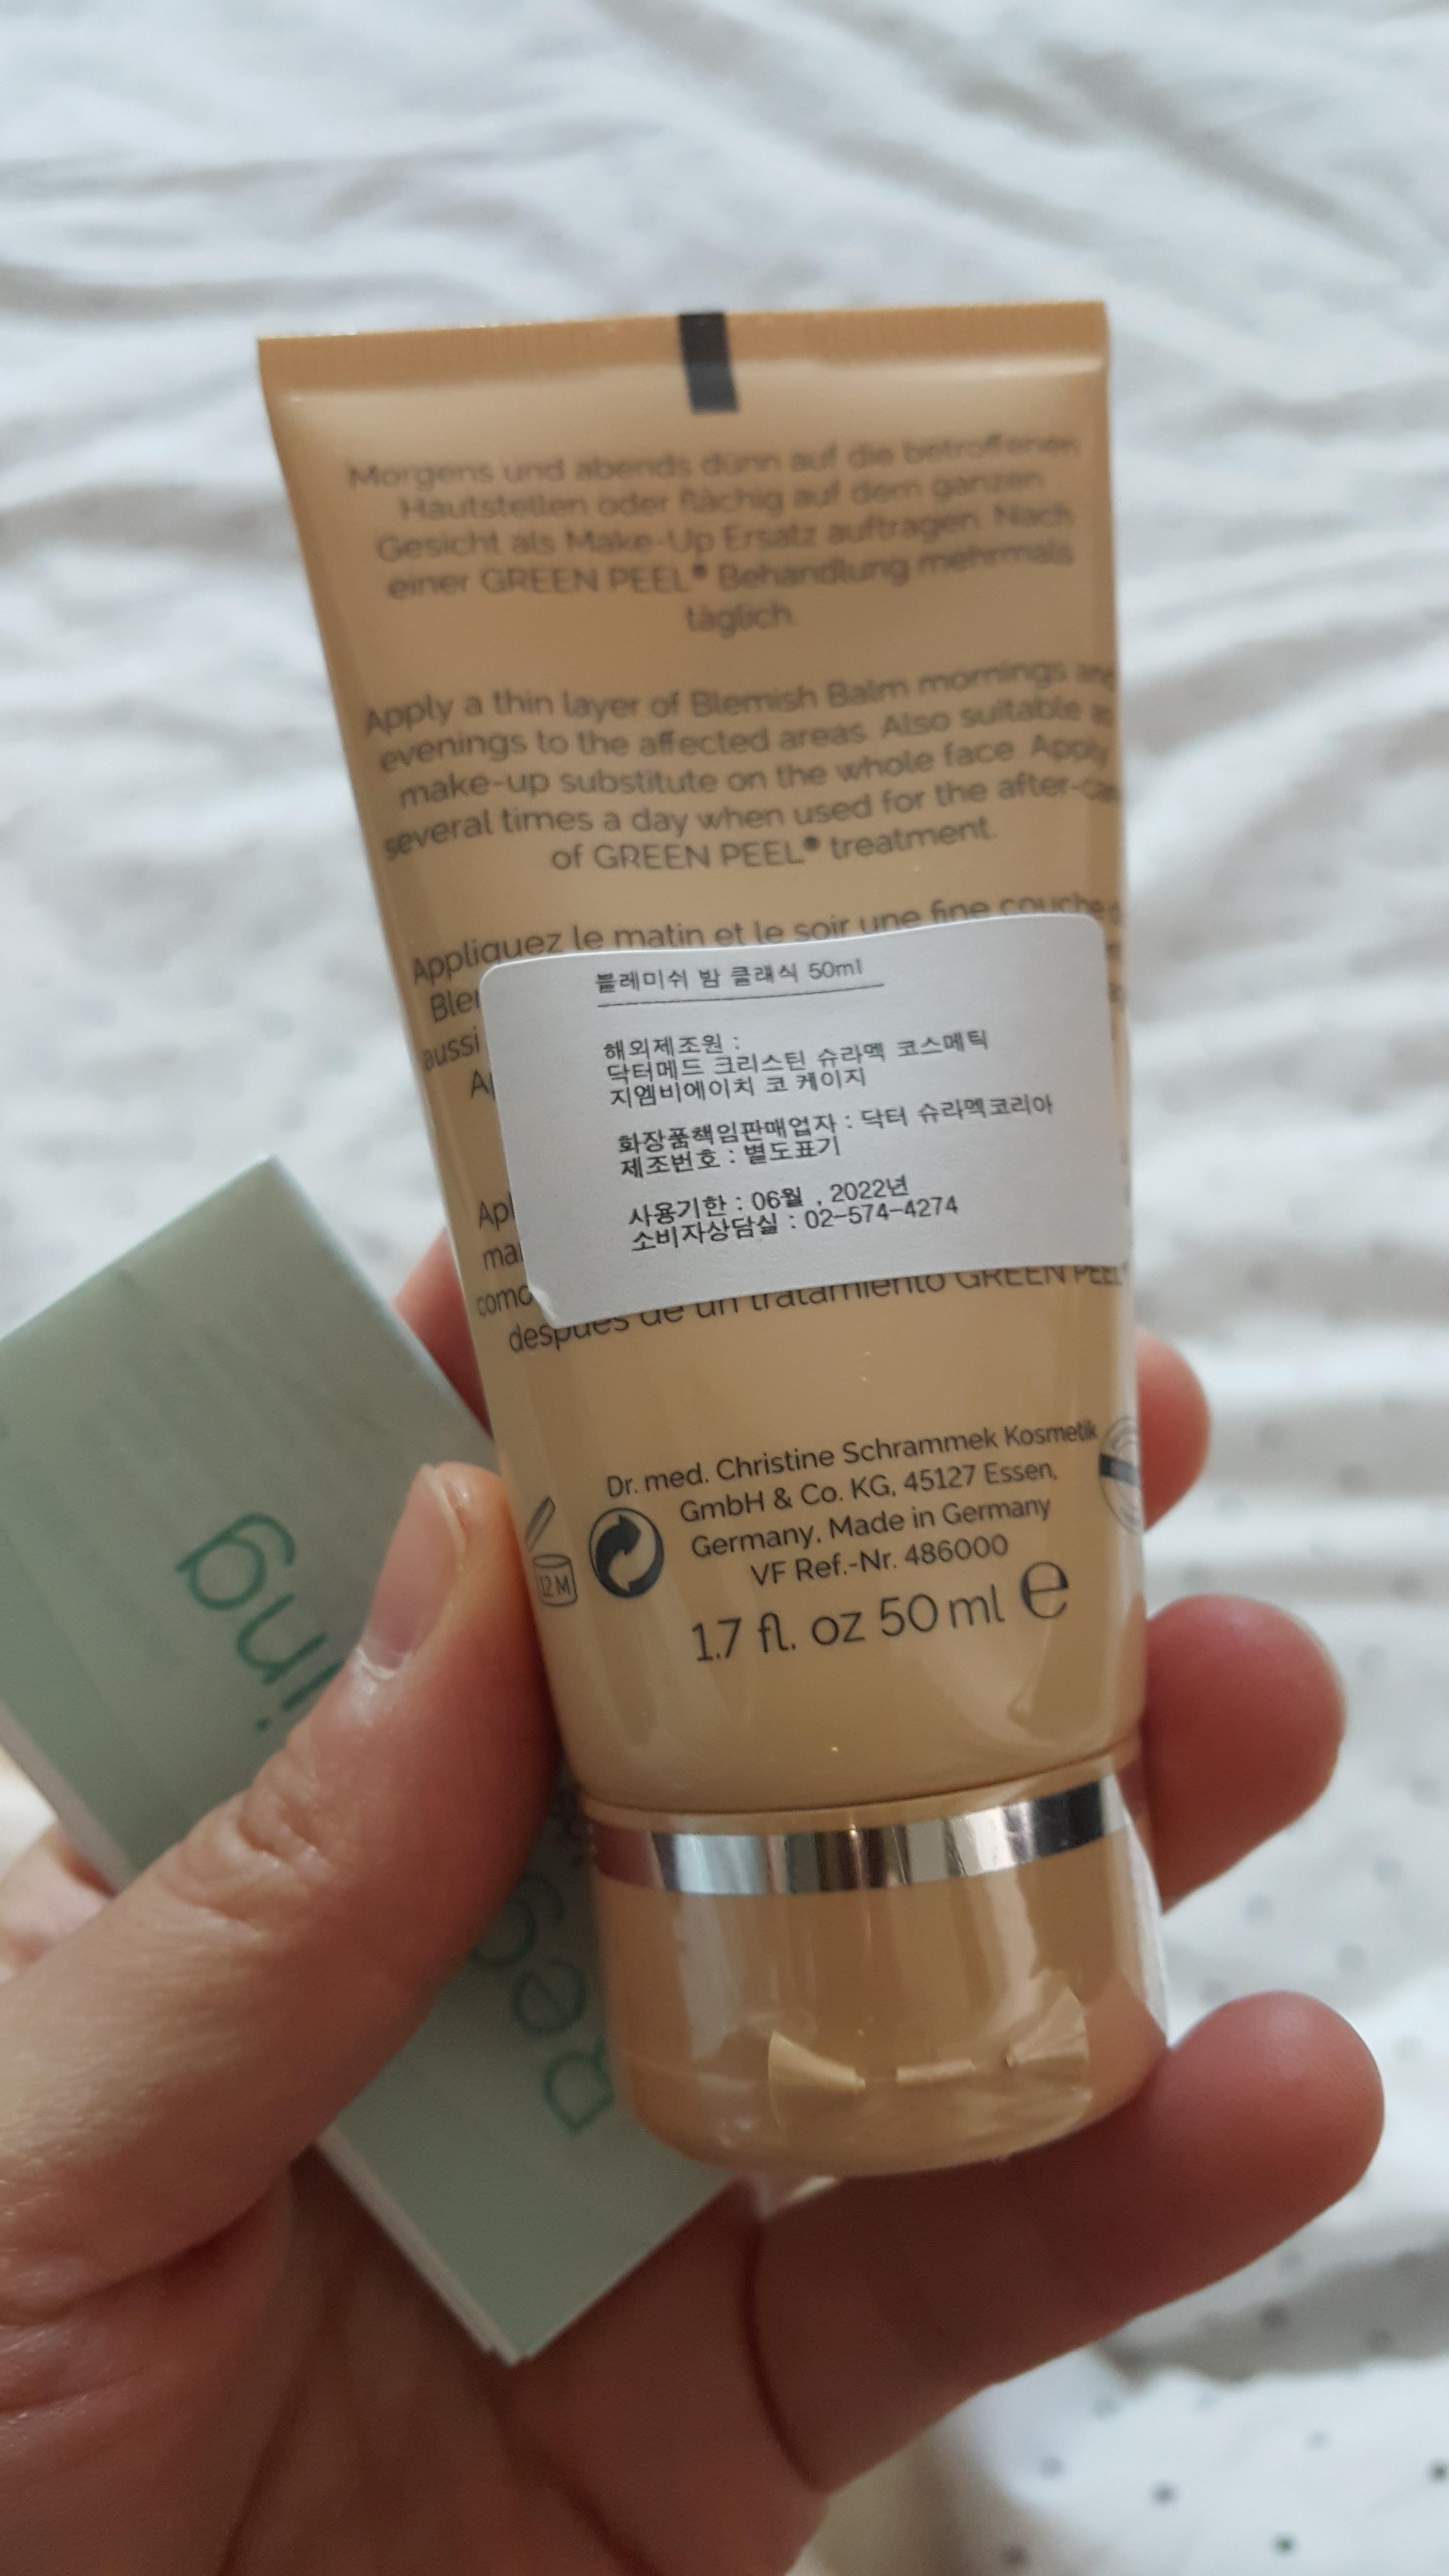 Morgens und abends dünn auf die betroffenen
Hautstellen oder flächig auf dem ganzen
Gesicht als Make-Up Ersatz auftragen. Nach
einer GREEN PEEL® Behandlung mehrmals
täglich.
Apply a thin layer of Blemish Balm mornings and
evenings to the affected areas. Also suitable as
make-up substitute on the whole face. Apply
several times a day when used for the after-car
of GREEN PEEL® treatment.
Appliquez le matin et le soir une fine couche
Ble
aussi
A
블레미쉬 밤 클래식 50ml
해외제조원 :
닥터메드 크리스틴 슈라멕 코스메틱
지엠비에이치 코 케이지
화장품책임판매업자 : 닥터 슈라멕코리아
제조번호 : 별도표기
사용기한 : 06월 , 2022년
소비자상담실 : 02-574-4274
Apl
ma
como
después de un tratamiento GREEN PEEL®
Dr. med. Christine Schrammek Kosmetik
GmbH & Co. KG, 45127 Essen,
Germany, Made in Germany
VF Ref.-Nr. 486000
12M
1.7 fl. oz 50 ml e
ing